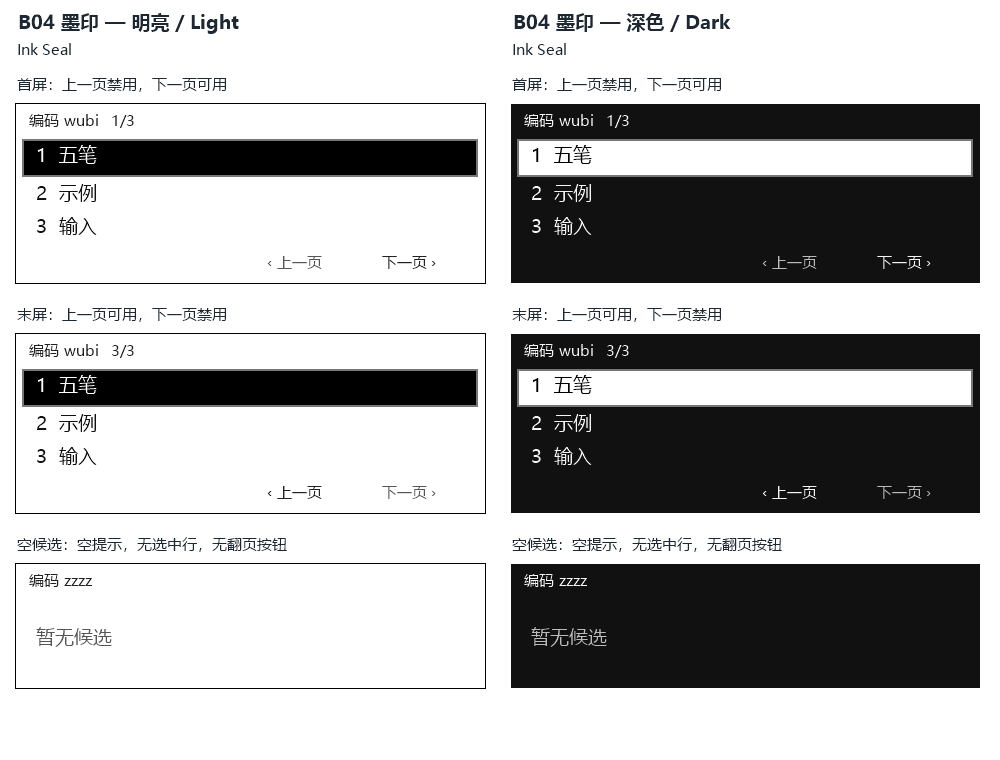 B04 墨印 — 明亮 / Light
Ink Seal
首屏：上一页禁用，下一页可用
编码 wubi 1/3
1 五笔
2 示例
3 输入
‹ 上一页 下一页 ›
末屏：上一页可用，下一页禁用
编码 wubi 3/3
1 五笔
2 示例
3 输入
‹ 上一页 下一页 ›
空候选：空提示，无选中行，无翻页按钮
编码 zzzz
暂无候选
B04 墨印 — 深色 / Dark
Ink Seal
首屏：上一页禁用，下一页可用
编码 wubi 1/3
1 五笔
2 示例
3 输入
‹ 上一页 下一页 ›
末屏：上一页可用，下一页禁用
编码 wubi 3/3
1 五笔
2 示例
3 输入
‹ 上一页 下一页 ›
空候选：空提示，无选中行，无翻页按钮
编码 zzzz
暂无候选